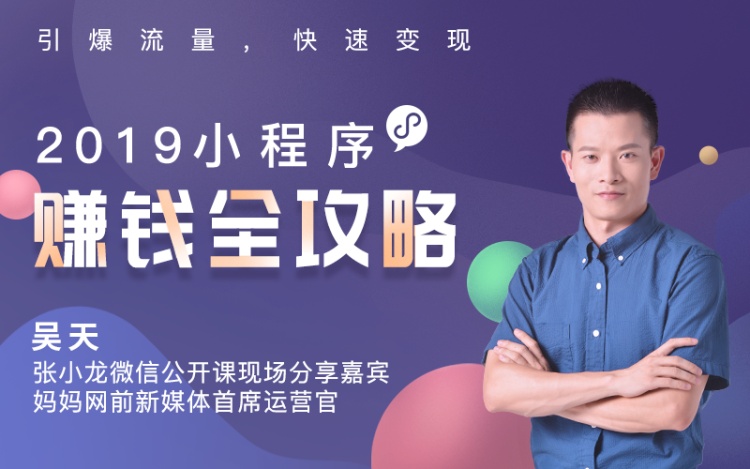 引爆流量，快速变现
2019小程序
赚钱全攻略
吴天
张小龙微信公开课现场分享嘉宾
妈妈网前新媒体首席运营官